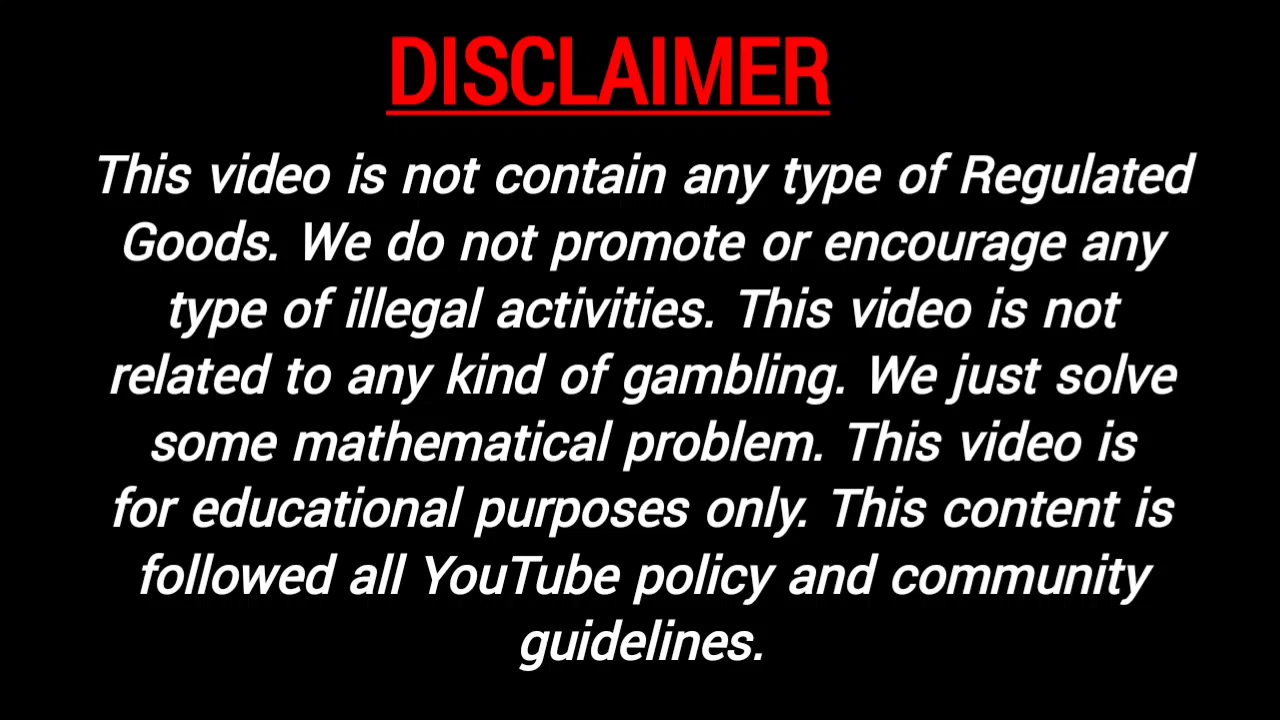 DISCLAIMER
This video is not contain any type of Regulated
Goods. We do not promote or encourage any
type of illegal activities. This video is not
related to any kind of gambling. We just solve
some mathematical problem. This video is
for educational purposes only. This content is
followed all YouTube policy and community
guidelines.